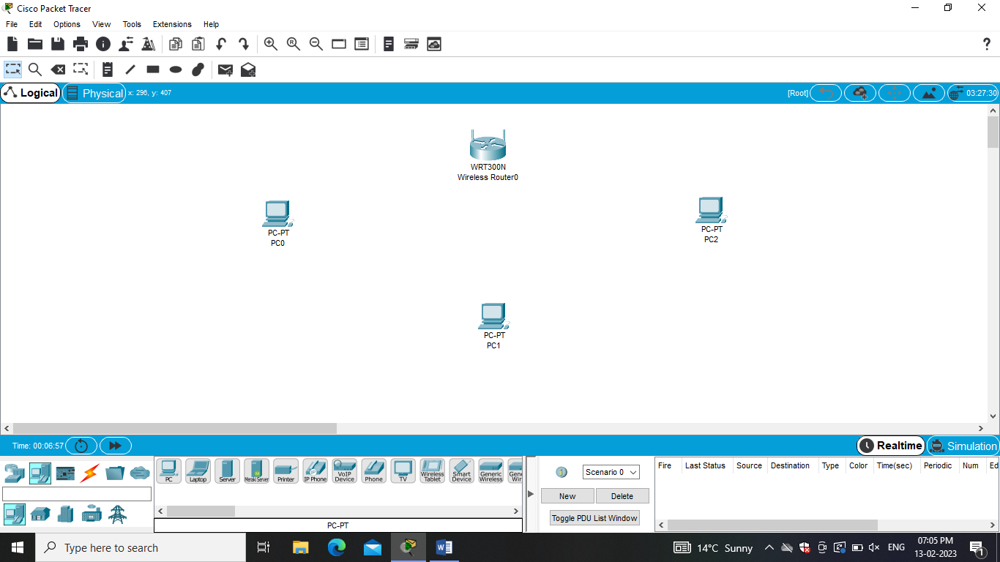 Cisco Packet Tracer
File Edit Options View Tools Extensions Help
?
Logical Physical x: 296, y: 407 [Root] 03:27:30
WRT300N
Wireless Router0
PC-PT
PC0
PC-PT
PC2
PC-PT
PC1
Time: 00:06:57 Realtime Simulation
PC Laptop Server Meraki Server Printer IP Phone VoIP Device Phone TV Wireless Tablet Smart Device Generic Wireless
PC-PT
Scenario 0
New Delete
Toggle PDU List Window
Fire Last Status Source Destination Type Color Time(sec) Periodic Num Ed
Type here to search
14°C Sunny ENG 07:05 PM
13-02-2023 1